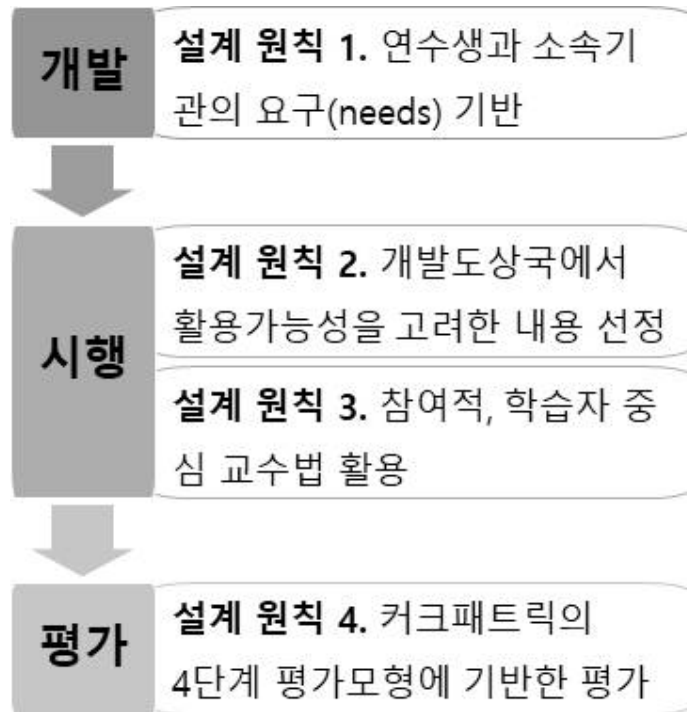 개발
설계 원칙 1. 연수생과 소속기
관의 요구(needs) 기반
시행
설계 원칙 2. 개발도상국에서
활용가능성을 고려한 내용 선정
설계 원칙 3. 참여적, 학습자 중
심 교수법 활용
평가
설계 원칙 4. 커크패트릭의
4단계 평가모형에 기반한 평가